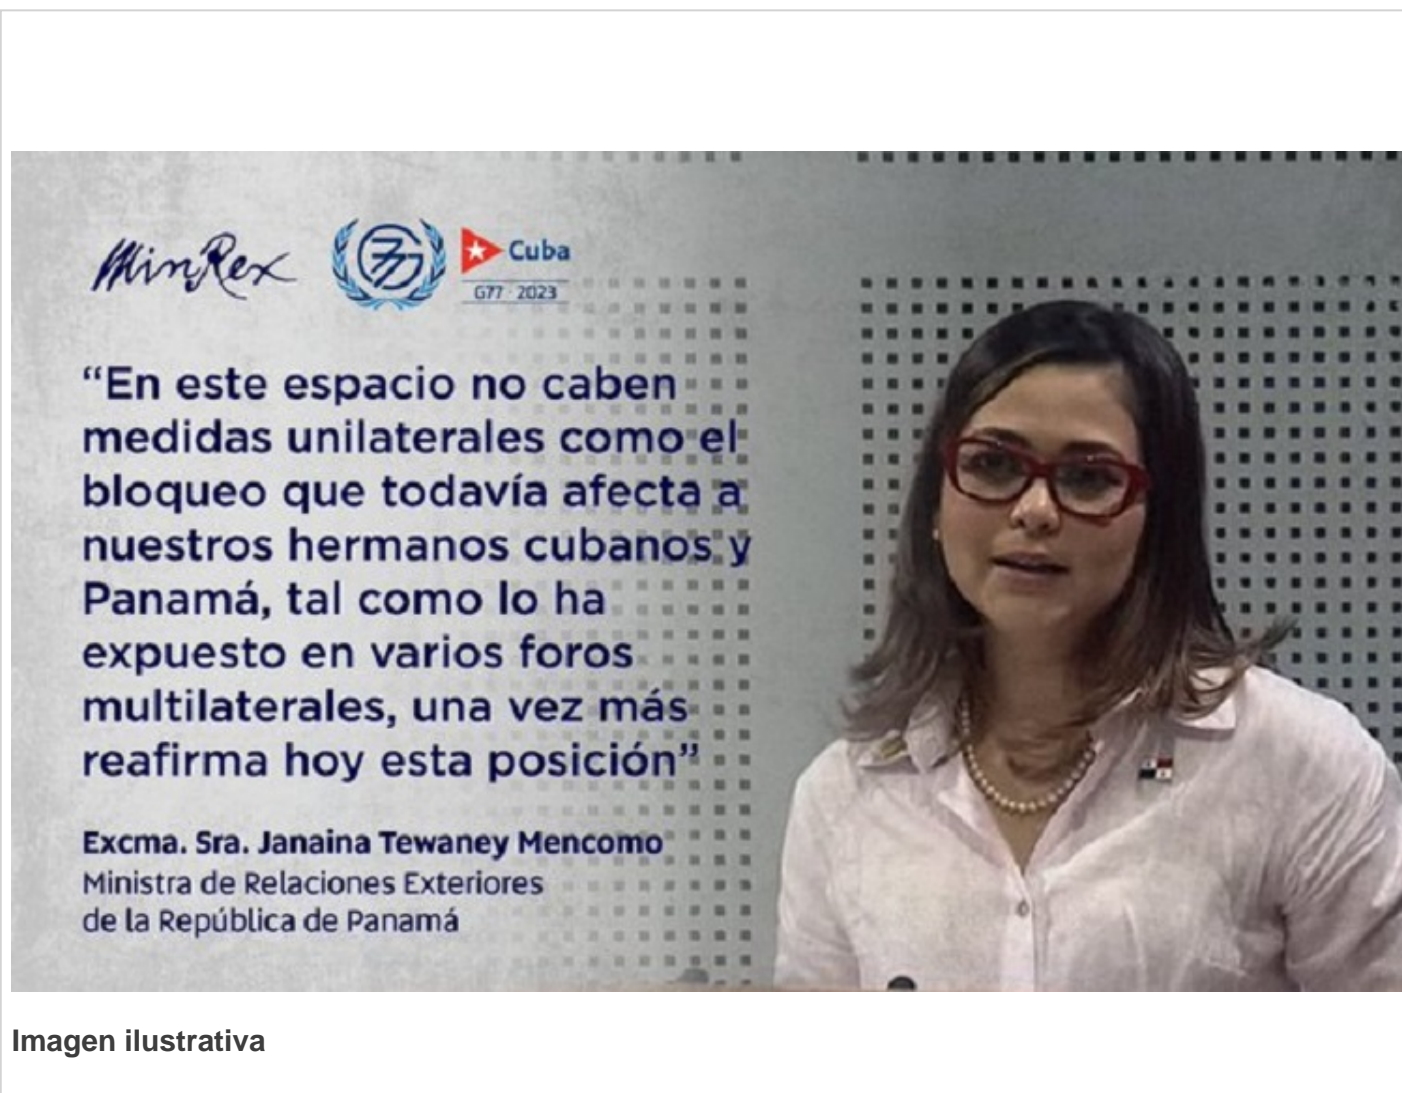 MinRex
Cuba
G77 · 2023
“En este espacio no caben
medidas unilaterales como el
bloqueo que todavía afecta a
nuestros hermanos cubanos y
Panamá, tal como lo ha
expuesto en varios foros
multilaterales, una vez más
reafirma hoy esta posición”
Excma. Sra. Janaina Tewaney Mencomo
Ministra de Relaciones Exteriores
de la República de Panamá
Imagen ilustrativa